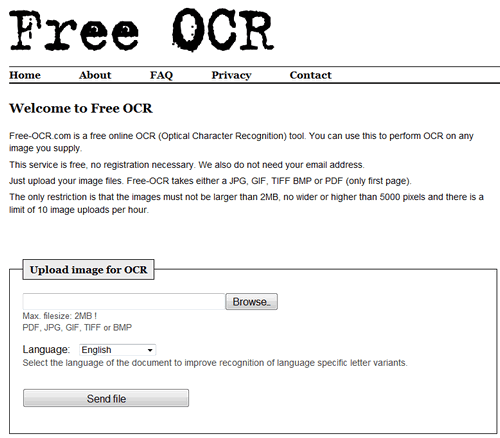 Free OCR
Home About FAQ Privacy Contact
Welcome to Free OCR
Free-OCR.com is a free online OCR (Optical Character Recognition) tool. You can use this to perform OCR on any
image you supply.
This service is free, no registration necessary. We also do not need your email address.
Just upload your image files. Free-OCR takes either a JPG, GIF, TIFF BMP or PDF (only first page).
The only restriction is that the images must not be larger than 2MB, no wider or higher than 5000 pixels and there is a
limit of 10 image uploads per hour.
Upload image for OCR
Browse..
Max. filesize: 2MB !
PDF, JPG, GIF, TIFF or BMP
Language: English
Select the language of the document to improve recognition of language specific letter variants.
Send file